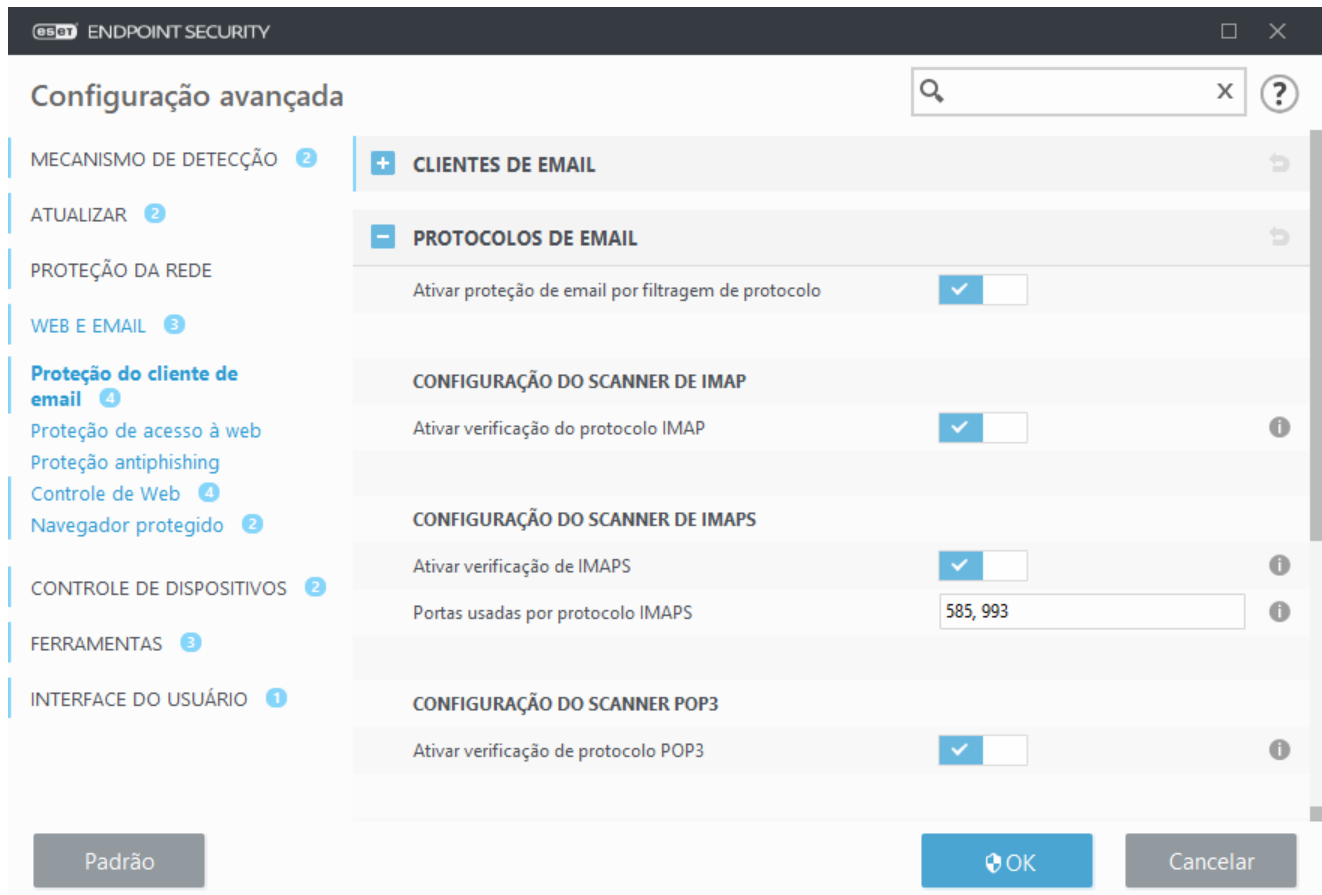 eset ENDPOINT SECURITY
Configuração avançada
MECANISMO DE DETECÇÃO 2
ATUALIZAR 2
PROTEÇÃO DA REDE
WEB E EMAIL 3
Proteção do cliente de
email 4
Proteção de acesso à web
Proteção antiphishing
Controle de Web 4
Navegador protegido 2
CONTROLE DE DISPOSITIVOS 2
FERRAMENTAS 3
INTERFACE DO USUÁRIO 1
CLIENTES DE EMAIL
PROTOCOLOS DE EMAIL
Ativar proteção de email por filtragem de protocolo
CONFIGURAÇÃO DO SCANNER DE IMAP
Ativar verificação do protocolo IMAP
CONFIGURAÇÃO DO SCANNER DE IMAPS
Ativar verificação de IMAPS
Portas usadas por protocolo IMAPS 585, 993
CONFIGURAÇÃO DO SCANNER POP3
Ativar verificação de protocolo POP3
Padrão
OK
Cancelar